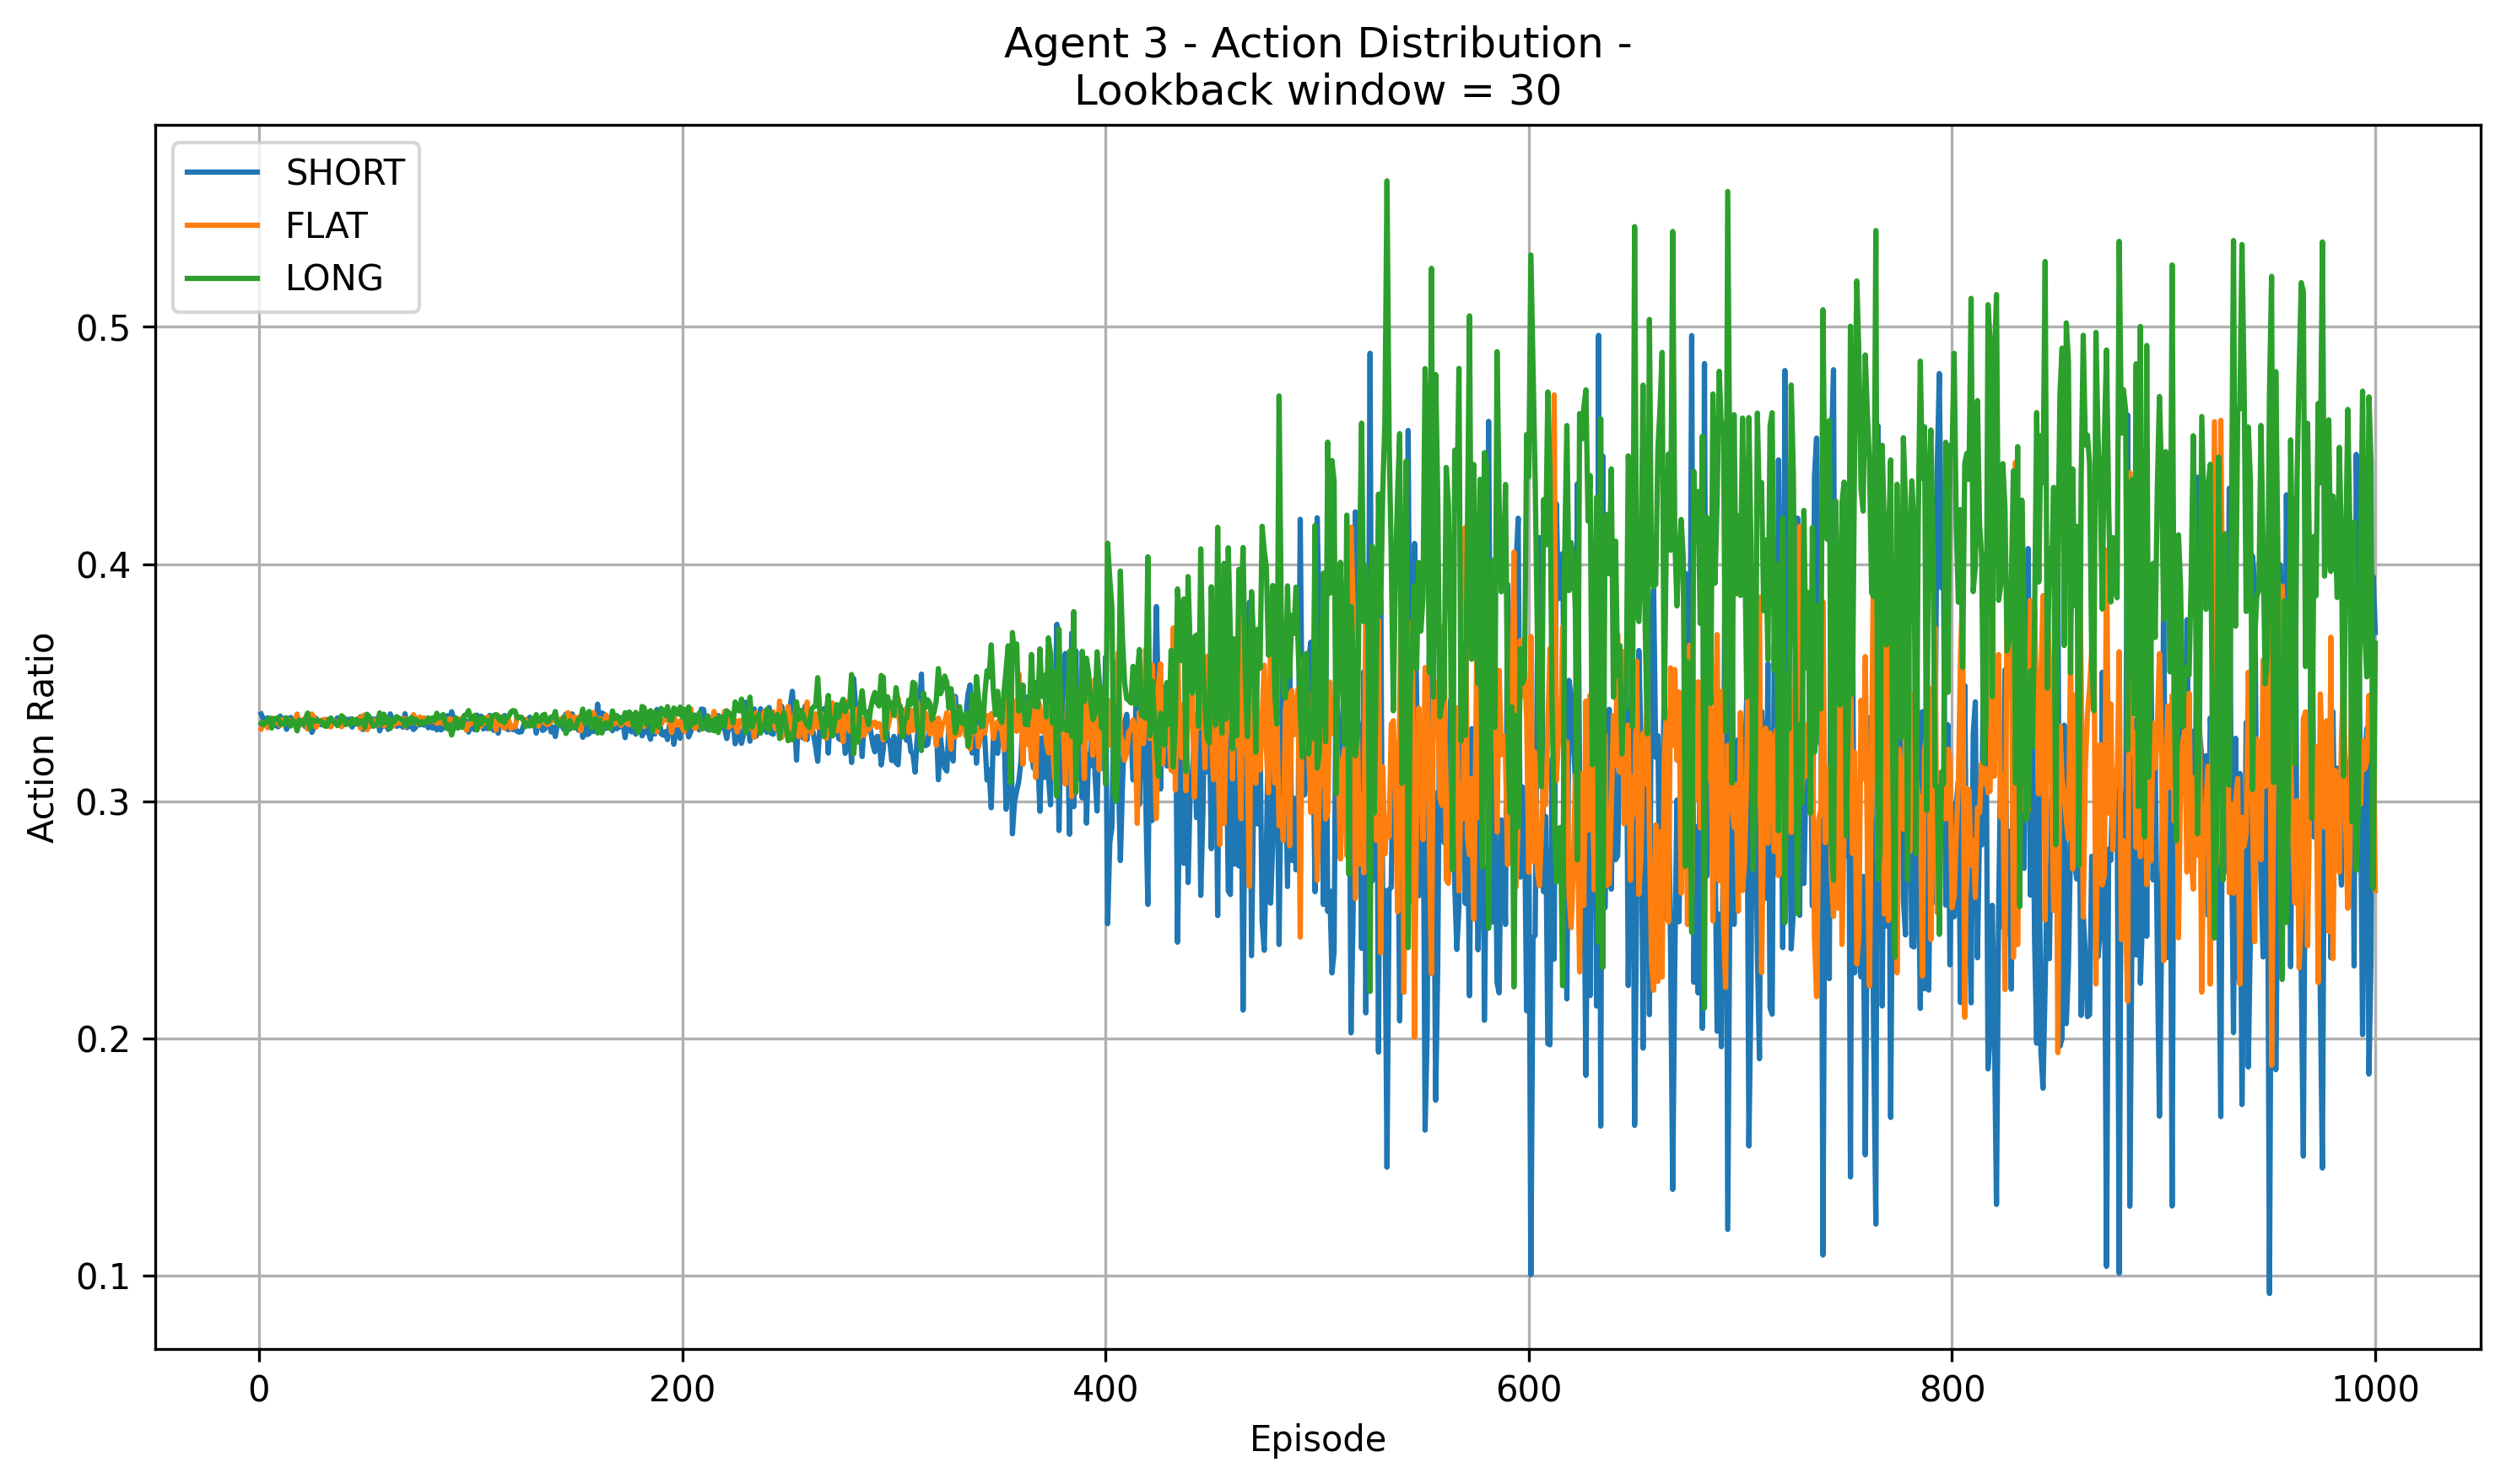 Agent 3 - Action Distribution -
Lookback window = 30
SHORT
FLAT
LONG
Action Ratio
0.5
0.4
0.3
0.2
0.1
0
200
400
600
800
1000
Episode